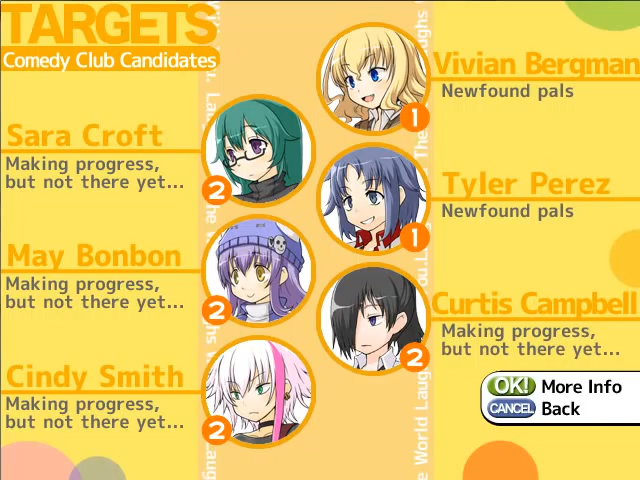 TARGETS
Comedy Club Candidates
Vivian Bergman
Newfound pals
1
Sara Croft
Making progress,
but not there yet...
2
Tyler Perez
Newfound pals
1
May Bonbon
Making progress,
but not there yet...
2
Curtis Campbell
Making progress,
but not there yet...
2
Cindy Smith
Making progress,
but not there yet...
2
OK! More Info
CANCEL Back